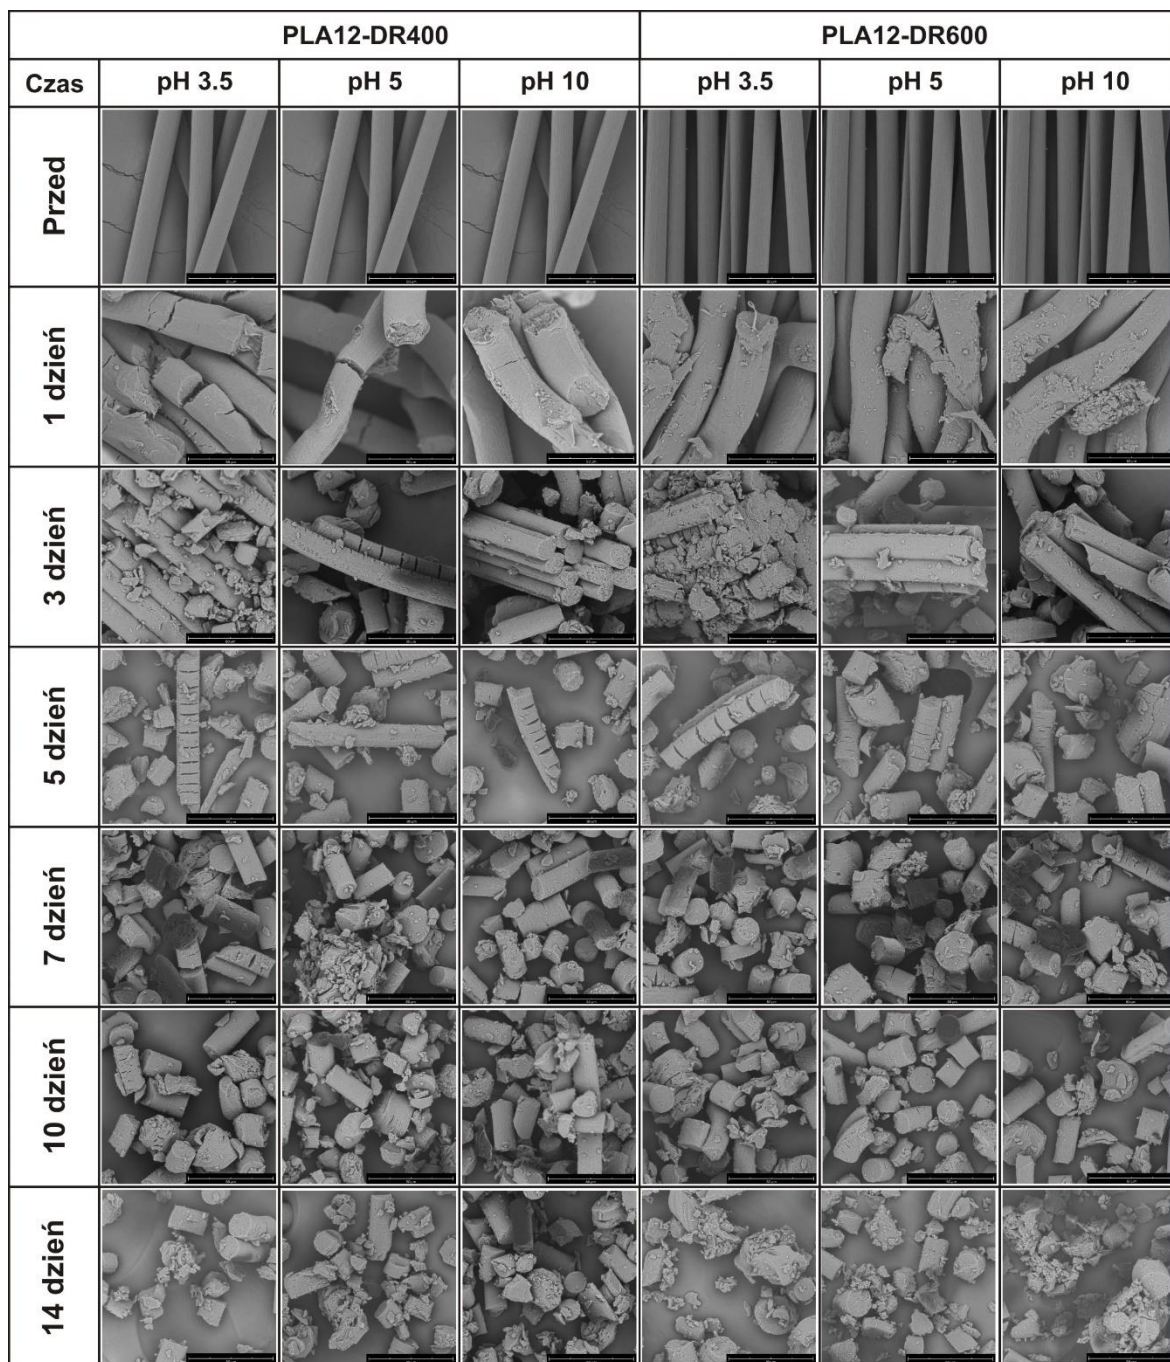 PLA12-DR400 PLA12-DR600
Czas pH 3.5 pH 5 pH 10 pH 3.5 pH 5 pH 10
Przed
1 dzień
3 dzień
5 dzień
7 dzień
10 dzień
14 dzień